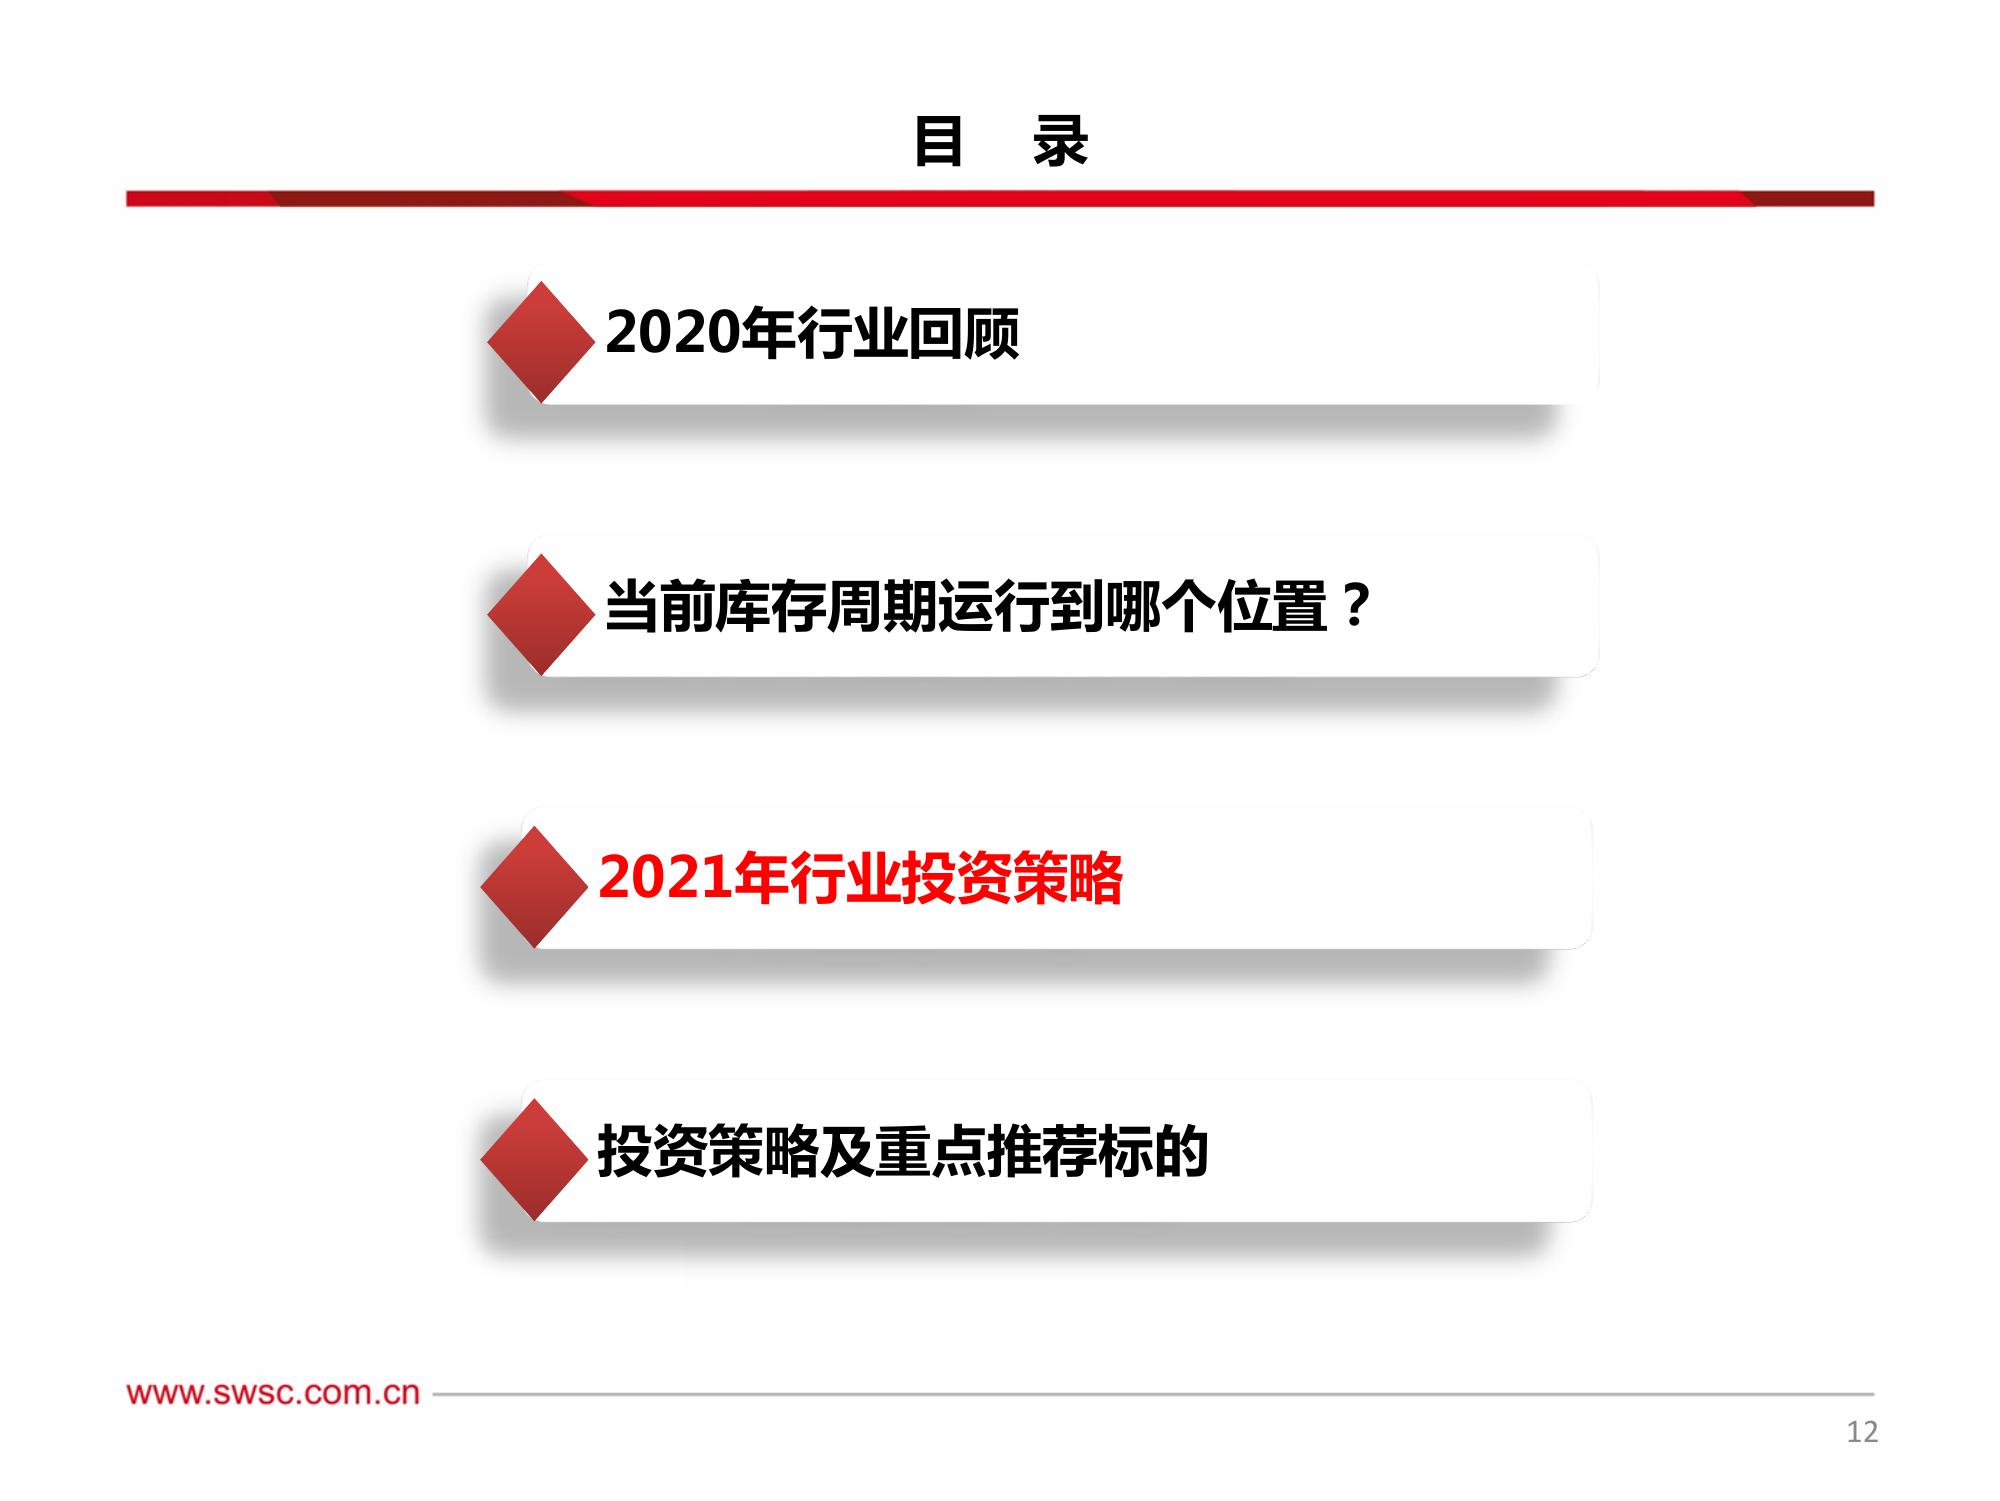 目 录
2020年行业回顾
当前库存周期运行到哪个位置？
2021年行业投资策略
投资策略及重点推荐标的
www.swsc.com.cn
12